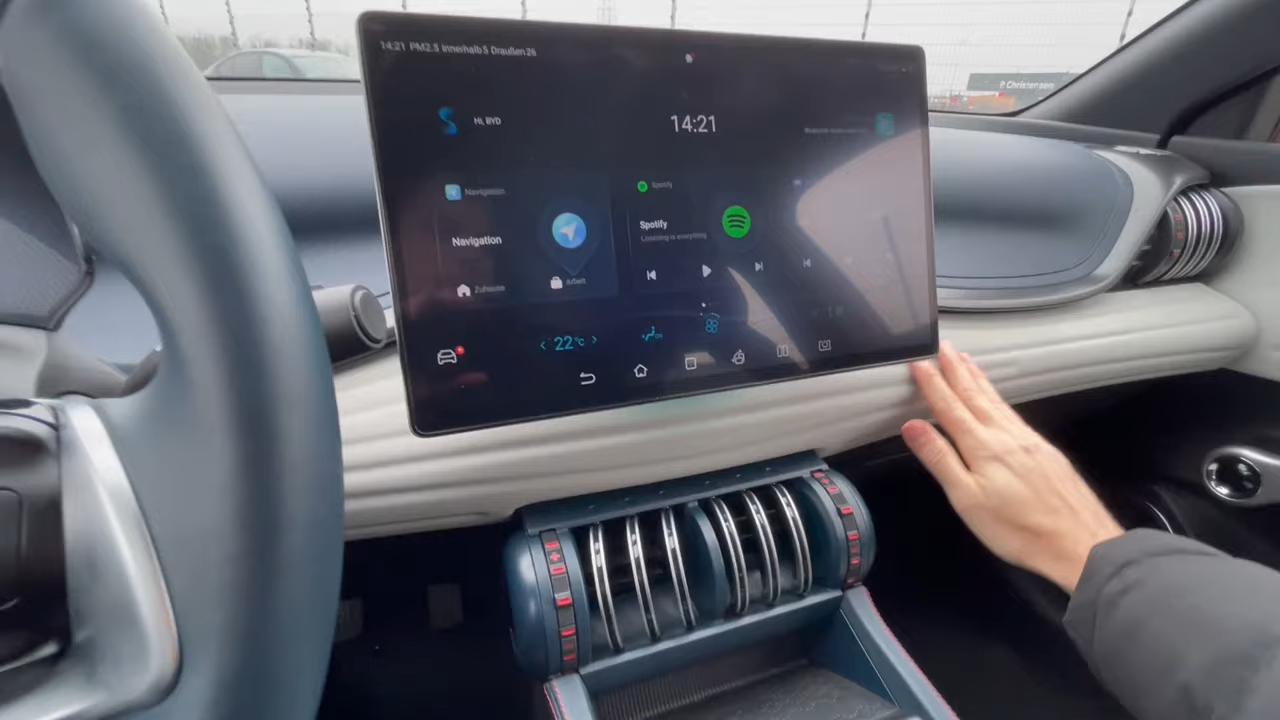 14:21 PM2.5 Innerhalb 5 Draußen 26
Hi, BYD
14:21
Navigation
Navigation
Zuhause
Arbeit
Spotify
Spotify
Listening is everything
22°C
P. Christensen